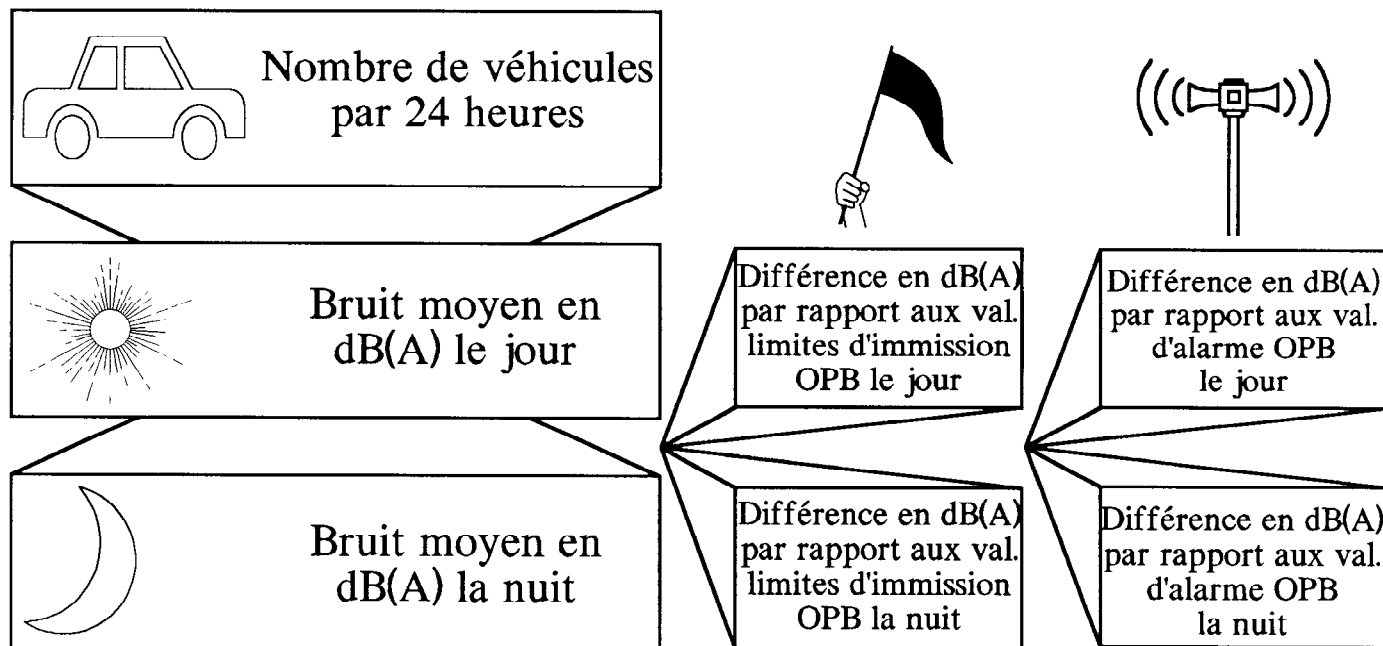 Nombre de véhicules
par 24 heures
Bruit moyen en
dB(A) le jour
Différence en dB(A)
par rapport aux val.
limites d'immission
OPB le jour
Différence en dB(A)
par rapport aux val.
d'alarme OPB
le jour
Bruit moyen en
dB(A) la nuit
Différence en dB(A)
par rapport aux val.
limites d'immission
OPB la nuit
Différence en dB(A)
par rapport aux val.
d'alarme OPB
la nuit